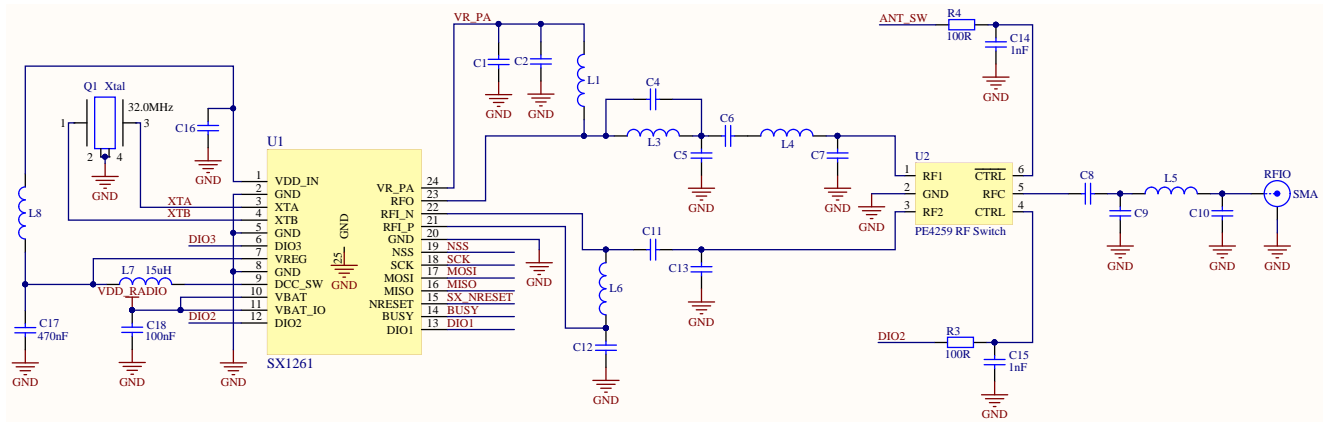 VR_PA
ANT_SW
R4
100R
C14
1nF
GND
C1
C2
GND
GND
L1
C4
Q1 Xtal
32.0MHz
1
3
2
4
GND
C16
GND
U1
L3
C6
L4
C5
GND
C7
GND
L8
XTA
XTB
DIO3
1
2
3
4
5
6
7
8
9
10
11
12
VDD_IN
GND
XTA
XTB
GND
DIO3
VREG
GND
DCC_SW
VBAT
VBAT_IO
DIO2
GND
25
GND
VR_PA
RFO
RFI_N
RFI_P
GND
NSS
SCK
MOSI
MISO
NRESET
BUSY
DIO1
24
23
22
21
20
19
18
17
16
15
14
13
NSS
SCK
MOSI
MISO
SX_NRESET
BUSY
DIO1
GND
SX1261
L7 15uH
VDD_RADIO
DIO2
C17
470nF
GND
C18
100nF
GND
GND
C11
C13
GND
L6
C12
GND
U2
1
2
3
RF1
GND
RF2
CTRL
RFC
CTRL
6
5
4
GND
PE4259 RF Switch
C8
C9
GND
L5
C10
GND
RFIO
SMA
GND
DIO2
R3
100R
C15
1nF
GND